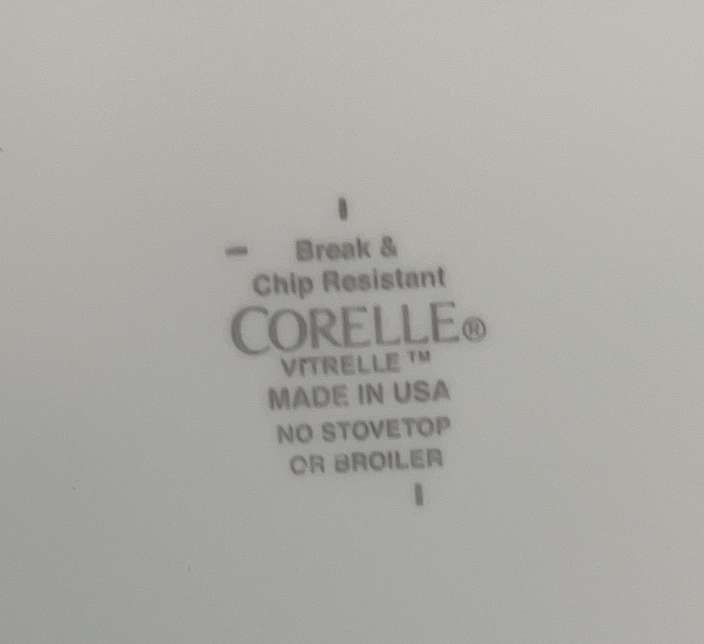 Break &
Chip Resistant
CORELLE®
VITRELLE™
MADE IN USA
NO STOVETOP
OR BROILER